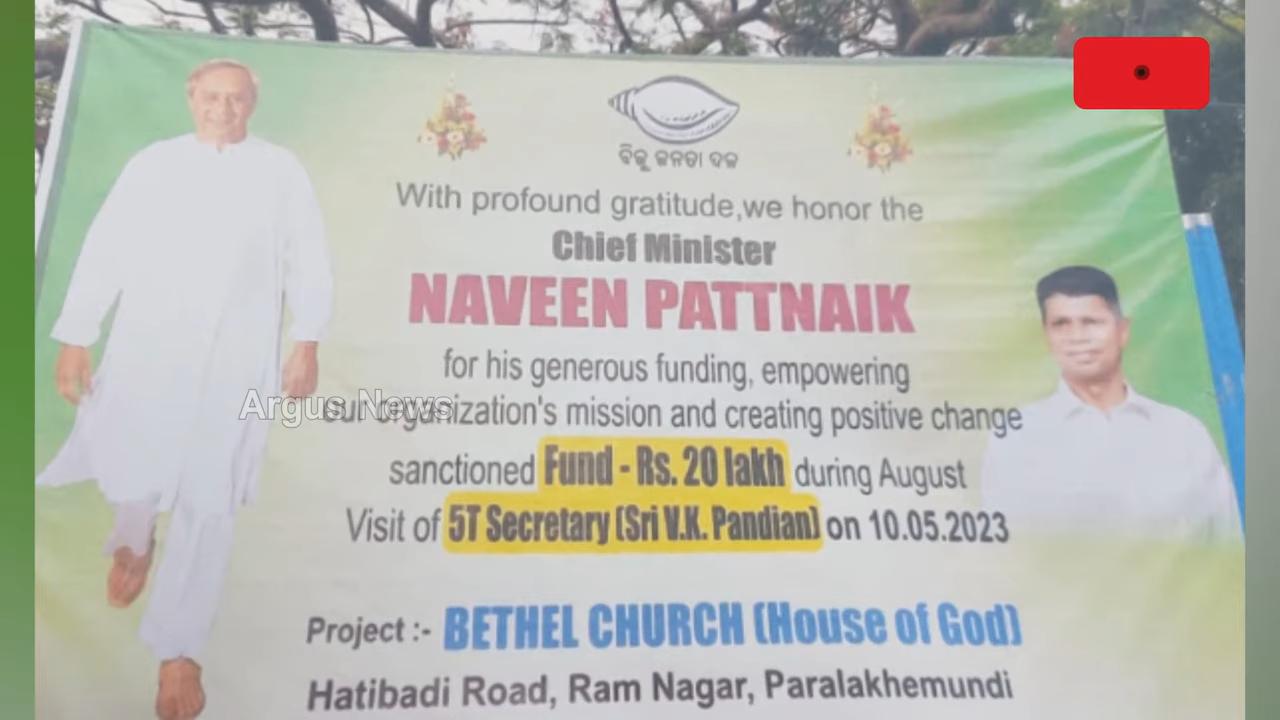 ବିଜୁ ଜନତା ଦଳ
With profound gratitude,we honor the
Chief Minister
NAVEEN PATTNAIK
for his generous funding, empowering
our organization's mission and creating positive change
Argus News
sanctioned Fund - Rs. 20 lakh during August
Visit of 5T Secretary (Sri V.K. Pandian) on 10.05.2023
Project :- BETHEL CHURCH (House of God)
Hatibadi Road, Ram Nagar, Paralakhemundi